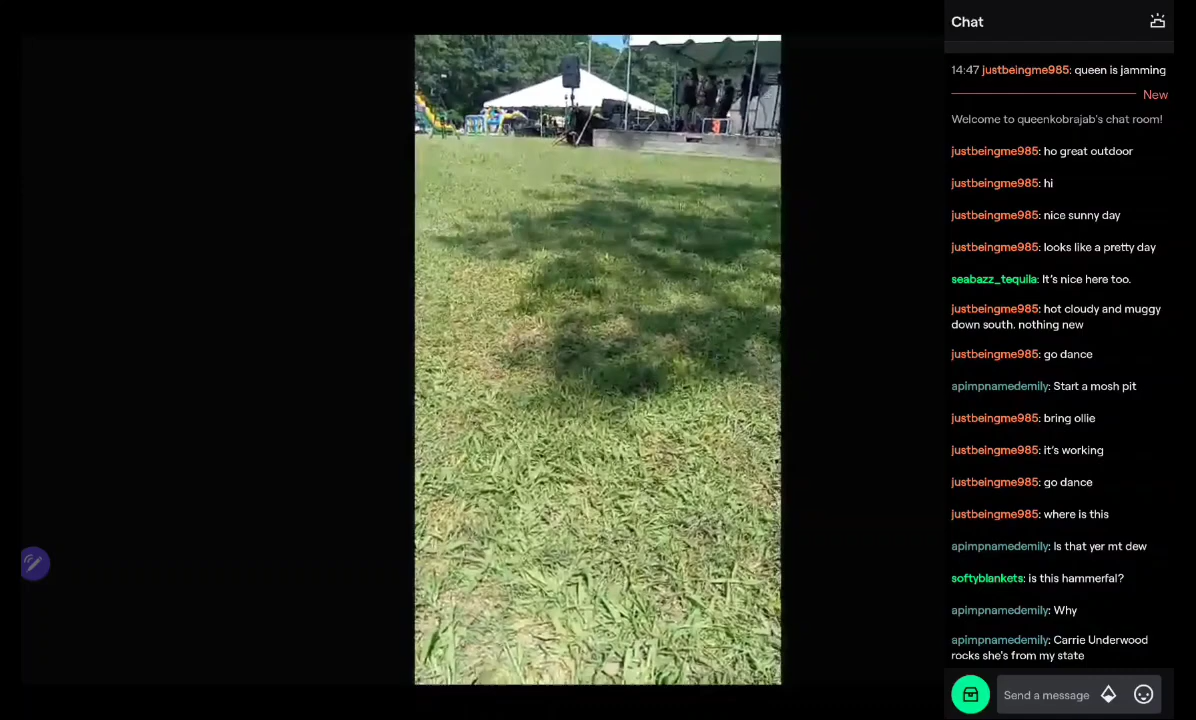 Chat
14:47 justbeingme985: queen is jamming
New
Welcome to queenkobrajab's chat room!
justbeingme985: ho great outdoor
justbeingme985: hi
justbeingme985: nice sunny day
justbeingme985: looks like a pretty day
seabazz_tequila: It's nice here too.
justbeingme985: hot cloudy and muggy
down south. nothing new
justbeingme985: go dance
apimpnamedemily: Start a mosh pit
justbeingme985: bring ollie
justbeingme985: it's working
justbeingme985: go dance
justbeingme985: where is this
apimpnamedemily: Is that yer mt dew
softyblankets: is this hammerfal?
apimpnamedemily: Why
apimpnamedemily: Carrie Underwood
rocks she's from my state
Send a message